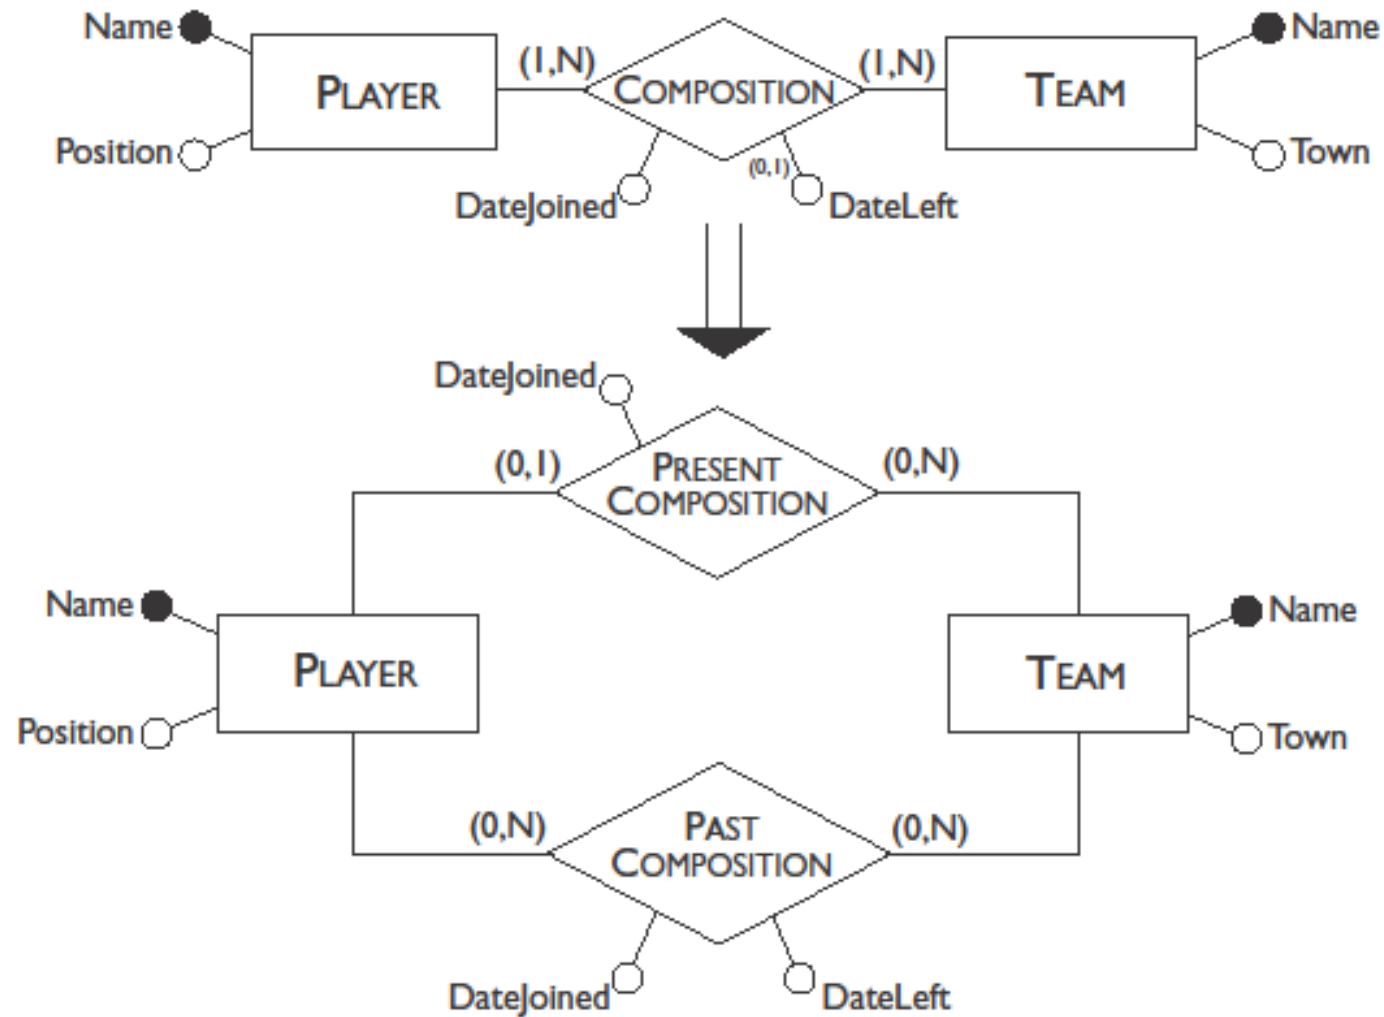 Name
PLAYER
(1,N)
COMPOSITION
(1,N)
TEAM
Name
Position
DateJoined
(0,1)
DateLeft
Town
DateJoined
(0,1)
PRESENT
COMPOSITION
(0,N)
Name
PLAYER
Position
TEAM
Name
Town
(0,N)
PAST
COMPOSITION
(0,N)
DateJoined
DateLeft